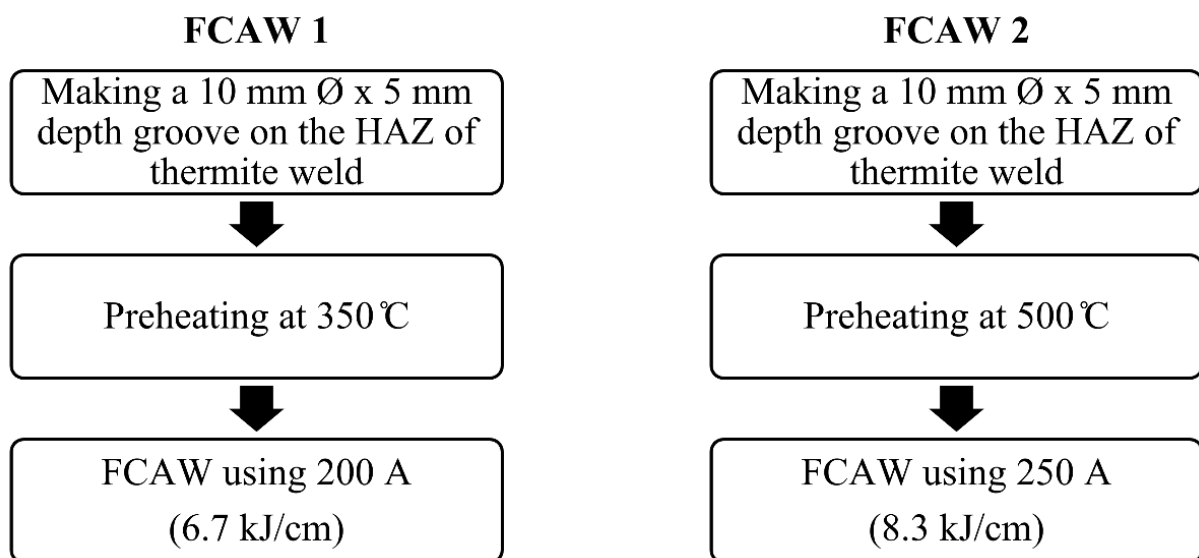 FCAW 1
Making a 10 mm Ø x 5 mm
depth groove on the HAZ of
thermite weld
Preheating at 350℃
FCAW using 200 A
(6.7 kJ/cm)
FCAW 2
Making a 10 mm Ø x 5 mm
depth groove on the HAZ of
thermite weld
Preheating at 500℃
FCAW using 250 A
(8.3 kJ/cm)